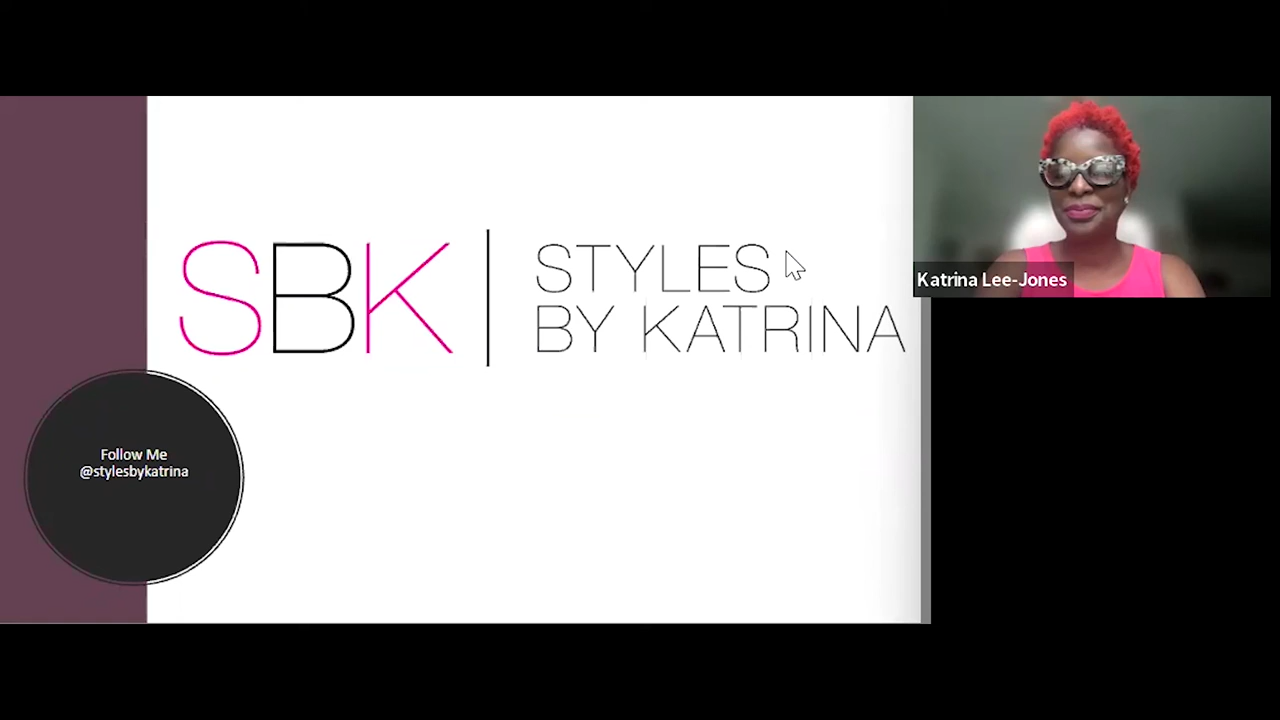 SBK
STYLES
BY KATRINA
Katrina Lee-Jones
Follow Me
@stylesbykatrina